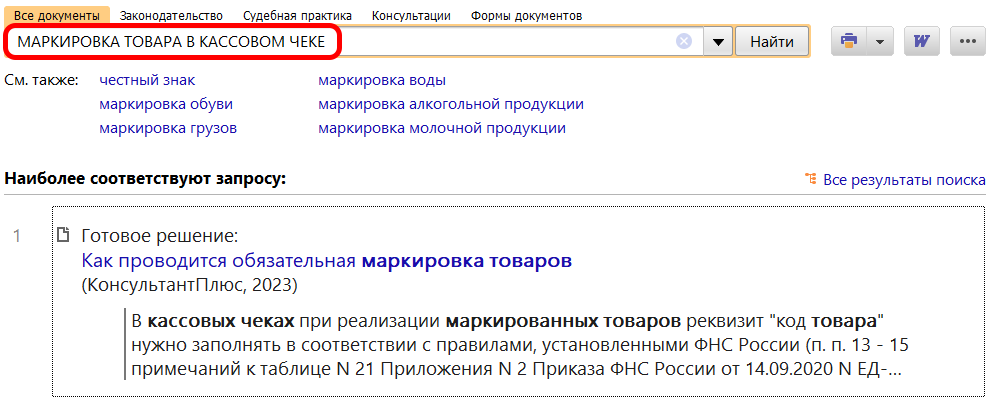 Все документы Законодательство Судебная практика Консультации Формы документов
МАРКИРОВКА ТОВАРА В КАССОВОМ ЧЕКЕ Найти W
См. также: честный знак маркировка воды
маркировка обуви маркировка алкогольной продукции
маркировка грузов маркировка молочной продукции
Наиболее соответствуют запросу: Все результаты поиска
1 Готовое решение:
Как проводится обязательная маркировка товаров
(КонсультантПлюс, 2023)
В кассовых чеках при реализации маркированных товаров реквизит "код товара"
нужно заполнять в соответствии с правилами, установленными ФНС России (п. п. 13 - 15
примечаний к таблице N 21 Приложения N 2 Приказа ФНС России от 14.09.2020 N ЕД-...